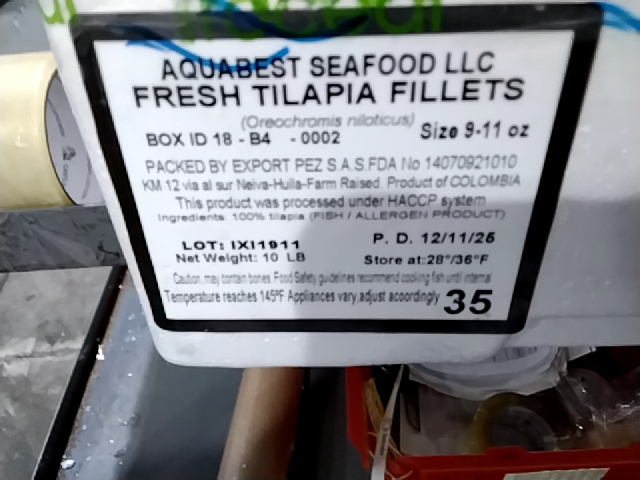 AQUABEST SEAFOOD LLC
FRESH TILAPIA FILLETS
(Oreochromis niloticus)
BOX ID 18 - B4 - 0002 Size 9-11 oz
PACKED BY EXPORT PEZ S.A.S.FDA No 14070921010
KM 12 via al sur Neiva-Huila-Farm Raised. Product of COLOMBIA
This product was processed under HACCP system
Ingredients: 100% tilapia (FISH / ALLERGEN PRODUCT)
LOT: IXI1911 P. D. 12/11/25
Net Weight: 10 LB Store at:28°/36°F
Caution, may contain bones. Food Safety guidelines recommend cooking fish until internal
Temperature reaches 145ºF Appliances vary,adjust acoordingly 35